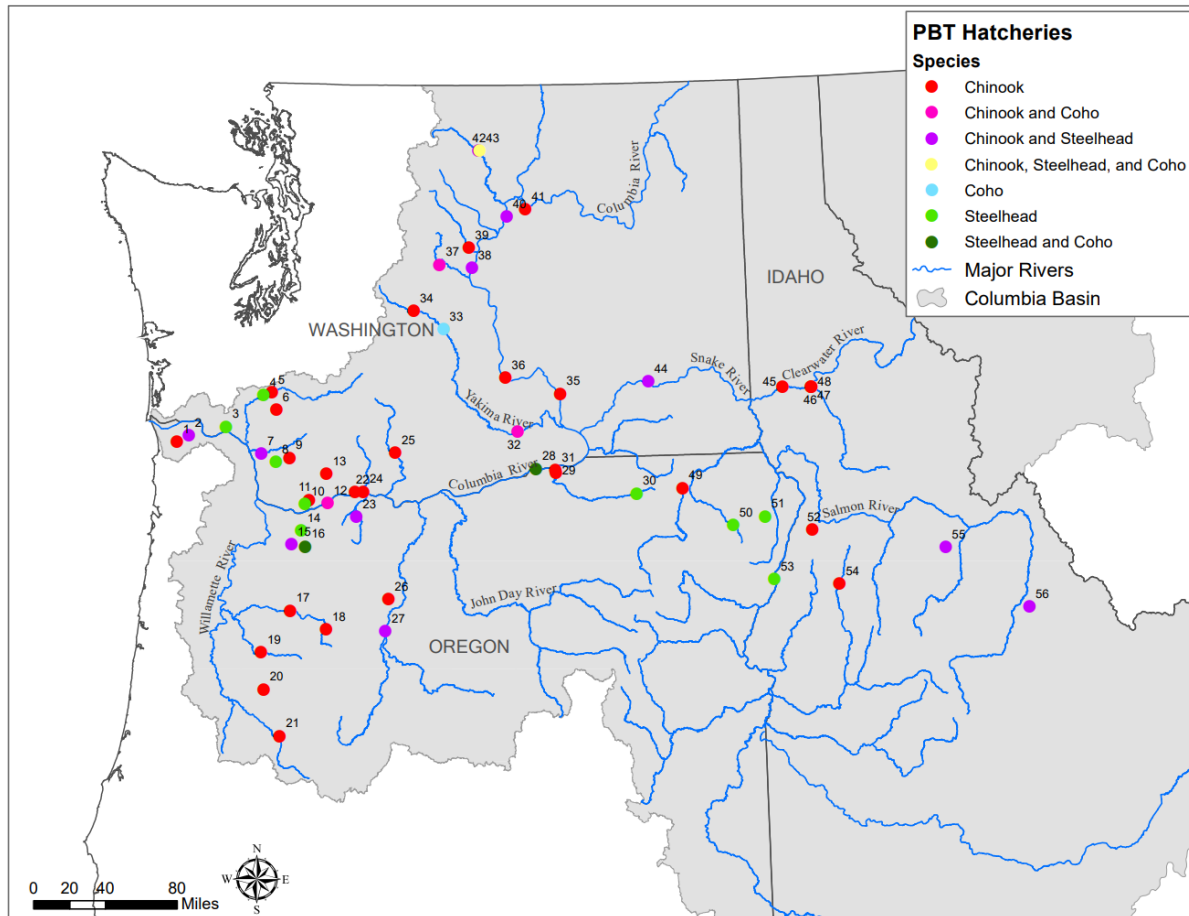 PBT Hatcheries
Species
Chinook
Chinook and Coho
Chinook and Steelhead
Chinook, Steelhead, and Coho
Coho
Steelhead
Steelhead and Coho
Major Rivers
Columbia Basin
4243
41
40
Columbia River
39
37
38
IDAHO
34
33
WASHINGTON
36
35
44
Snake River
Clearwater River
45
48
46
47
4
5
6
3
2
1
Yakima River
32
7
8
9
25
13
28
31
29
Columbia River
30
49
11
10
12
22
24
23
14
15
16
50
51
52
Salmon River
53
54
55
56
Willamette River
17
18
19
20
21
26
27
John Day River
OREGON
N
W
E
S
0
20
40
80
Miles